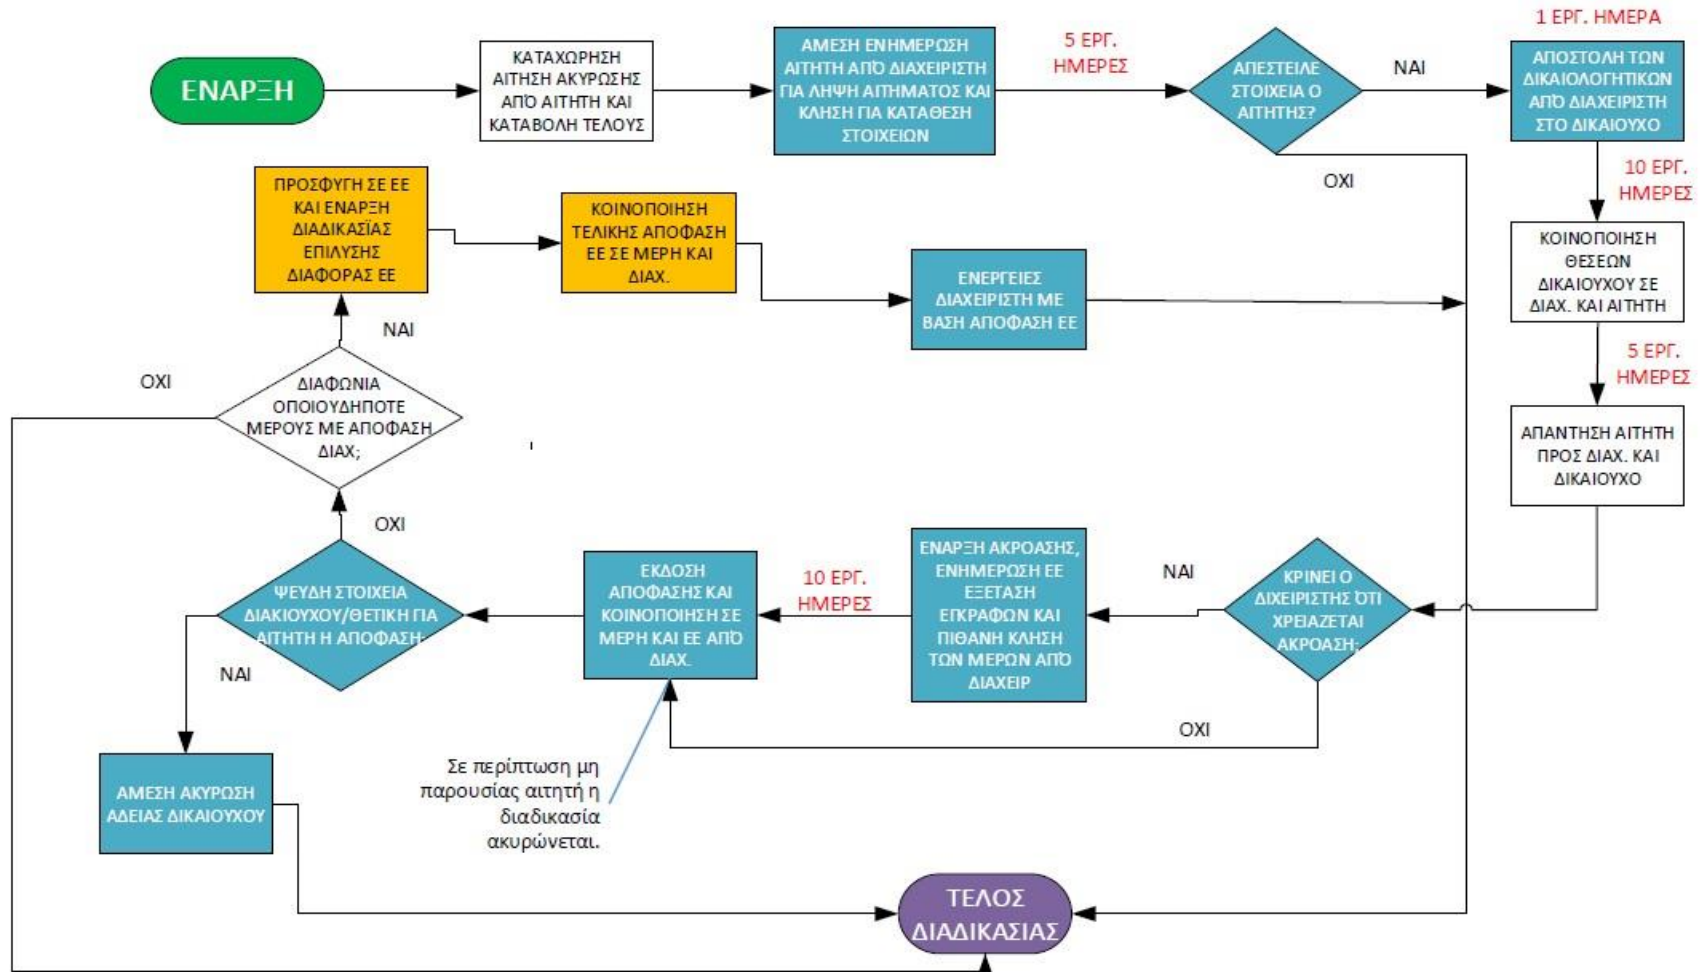 ΕΝΑΡΞΗ
ΚΑΤΑΧΩΡΗΣΗ
ΑΙΤΗΣΗ ΑΚΥΡΩΣΗΣ
ΑΠΌ ΑΙΤΗΤΗ ΚΑΙ
ΚΑΤΑΒΟΛΗ ΤΕΛΟΥΣ
ΑΜΕΣΗ ΕΝΗΜΕΡΩΣΗ
ΑΙΤΗΤΗ ΑΠΌ ΔΙΑΧΕΙΡΙΣΤΗ
ΓΙΑ ΛΗΨΗ ΑΙΤΗΜΑΤΟΣ ΚΑΙ
ΚΛΗΣΗ ΓΙΑ ΚΑΤΑΘΕΣΗ
ΣΤΟΙΧΕΙΩΝ
5 ΕΡΓ.
ΗΜΕΡΕΣ
ΑΠΕΣΤΕΙΛΕ
ΣΤΟΙΧΕΙΑ Ο
ΑΙΤΗΤΗΣ?
ΝΑΙ
ΟΧΙ
1 ΕΡΓ. ΗΜΕΡΑ
ΑΠΟΣΤΟΛΗ ΤΩΝ
ΔΙΚΑΙΟΛΟΓΗΤΙΚΩΝ
ΑΠΌ ΔΙΑΧΕΙΡΙΣΤΗ
ΣΤΟ ΔΙΚΑΙΟΥΧΟ
10 ΕΡΓ.
ΗΜΕΡΕΣ
ΚΟΙΝΟΠΟΙΗΣΗ
ΘΕΣΕΩΝ
ΔΙΚΑΙΟΥΧΟΥ ΣΕ
ΔΙΑΧ. ΚΑΙ ΑΙΤΗΤΗ
5 ΕΡΓ.
ΗΜΕΡΕΣ
ΑΠΑΝΤΗΣΗ ΑΙΤΗΤΗ
ΠΡΟΣ ΔΙΑΧ. ΚΑΙ
ΔΙΚΑΙΟΥΧΟ
ΚΡΙΝΕΙ Ο
ΔΙΧΕΙΡΙΣΤΗΣ ΌΤΙ
ΧΡΕΙΑΖΕΤΑΙ
ΑΚΡΟΑΣΗ;
ΝΑΙ
ΟΧΙ
ΕΝΑΡΞΗ ΑΚΡΟΑΣΗΣ,
ΕΝΗΜΕΡΩΣΗ ΕΕ
ΕΞΕΤΑΣΗ
ΕΓΚΡΑΦΩΝ ΚΑΙ
ΠΙΘΑΝΗ ΚΛΗΣΗ
ΤΩΝ ΜΕΡΩΝ ΑΠΌ
ΔΙΑΧΕΙΡ
10 ΕΡΓ.
ΗΜΕΡΕΣ
ΕΚΔΟΣΗ
ΑΠΟΦΑΣΗΣ ΚΑΙ
ΚΟΙΝΟΠΟΙΗΣΗ ΣΕ
ΜΕΡΗ ΚΑΙ ΕΕ ΑΠΌ
ΔΙΑΧ.
Σε περίπτωση μη
παρουσίας αιτητή η
διαδικασία
ακυρώνεται.
ΨΕΥΔΗ ΣΤΟΙΧΕΙΑ
ΔΙΑΚΙΟΥΧΟΥ/ΘΕΤΙΚΗ ΓΙΑ
ΑΙΤΗΤΗ Η ΑΠΟΦΑΣΗ;
ΟΧΙ
ΝΑΙ
ΑΜΕΣΗ ΑΚΥΡΩΣΗ
ΑΔΕΙΑΣ ΔΙΚΑΙΟΥΧΟΥ
ΔΙΑΦΩΝΙΑ
ΟΠΟΙΟΥΔΗΠΟΤΕ
ΜΕΡΟΥΣ ΜΕ ΑΠΟΦΑΣΗ
ΔΙΑΧ;
ΟΧΙ
ΝΑΙ
ΠΡΟΣΦΥΓΗ ΣΕ ΕΕ
ΚΑΙ ΕΝΑΡΞΗ
ΔΙΑΔΙΚΑΣΪΑΣ
ΕΠΙΛΥΣΗΣ
ΔΙΑΦΟΡΑΣ ΕΕ
ΚΟΙΝΟΠΟΙΗΣΗ
ΤΕΛΙΚΗΣ ΑΠΟΦΑΣΗ
ΕΕ ΣΕ ΜΕΡΗ ΚΑΙ
ΔΙΑΧ.
ΕΝΕΡΓΕΙΕΣ
ΔΙΑΧΕΙΡΙΣΤΗ ΜΕ
ΒΑΣΗ ΑΠΟΦΑΣΗ ΕΕ
ΤΕΛΟΣ
ΔΙΑΔΙΚΑΣΙΑΣ